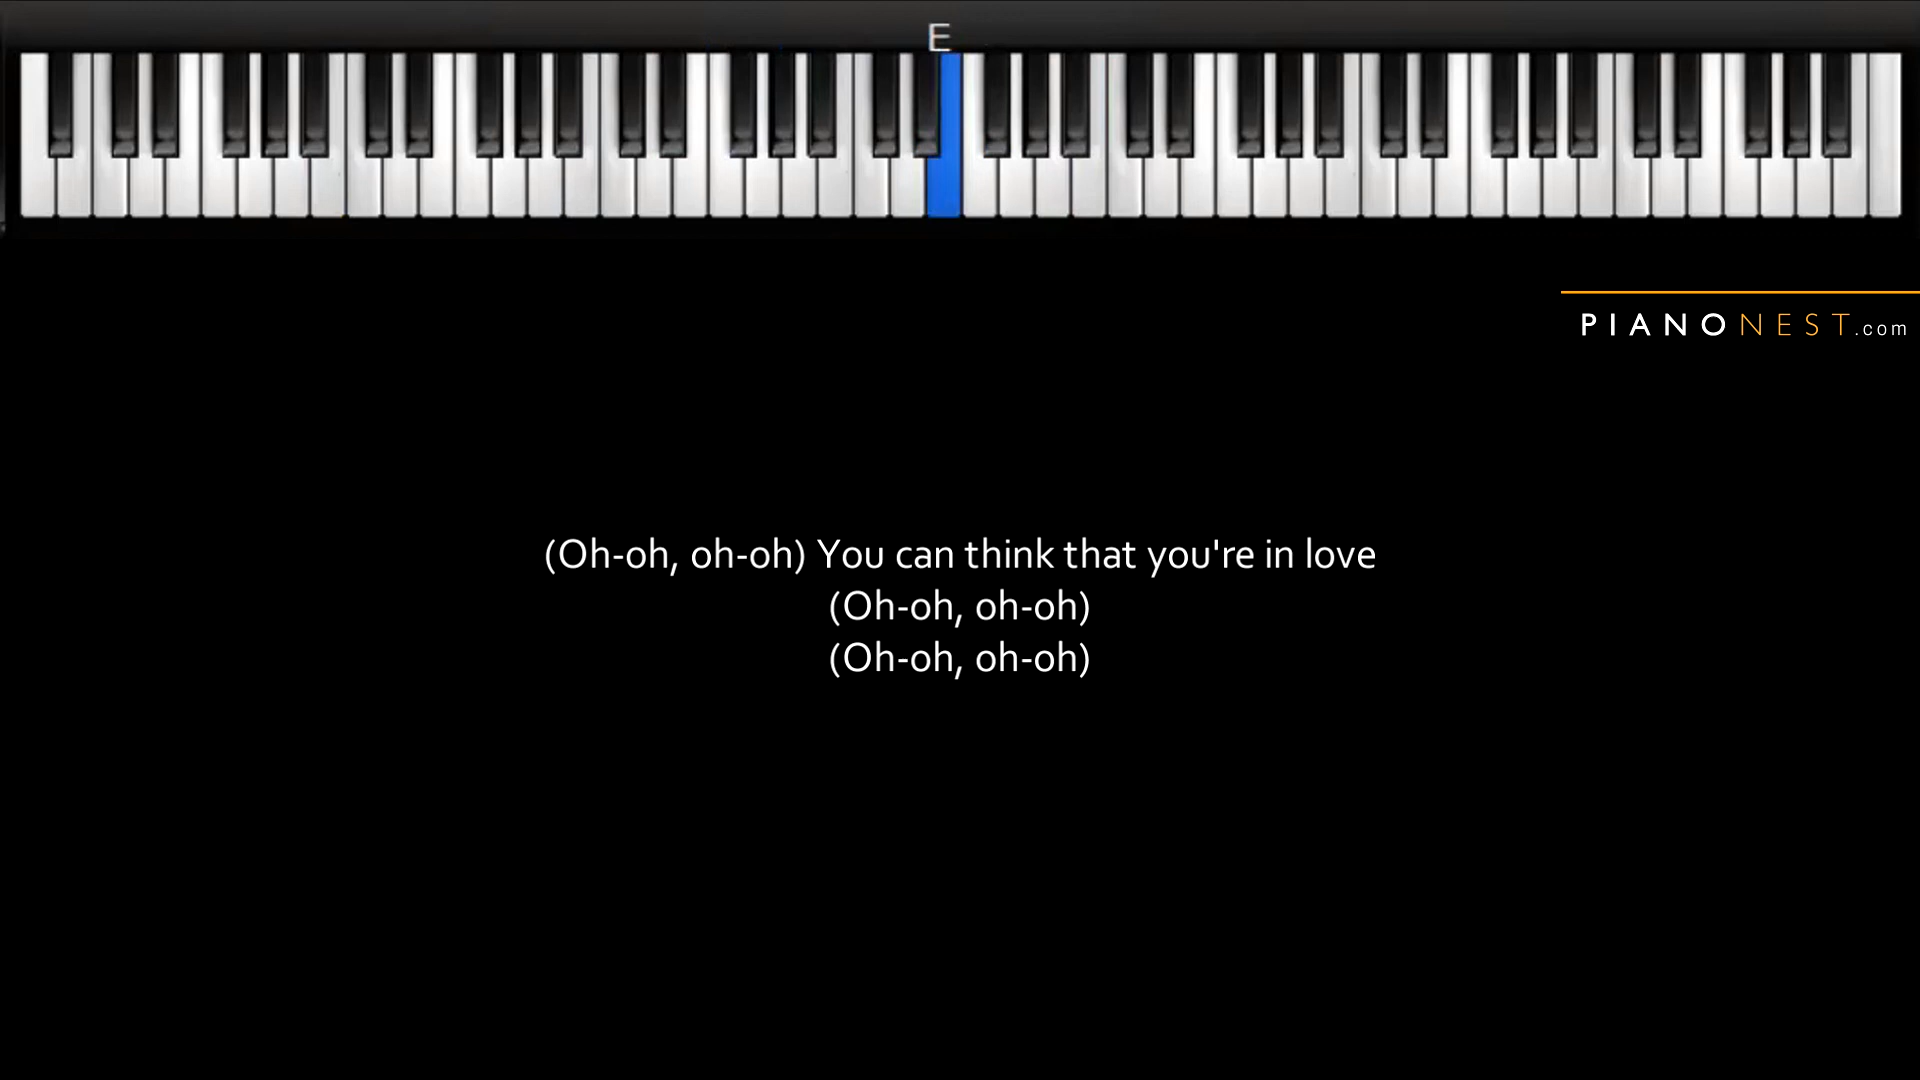 E
PIANONEST.com
(Oh-oh, oh-oh) You can think that you're in love
(Oh-oh, oh-oh)
(Oh-oh, oh-oh)